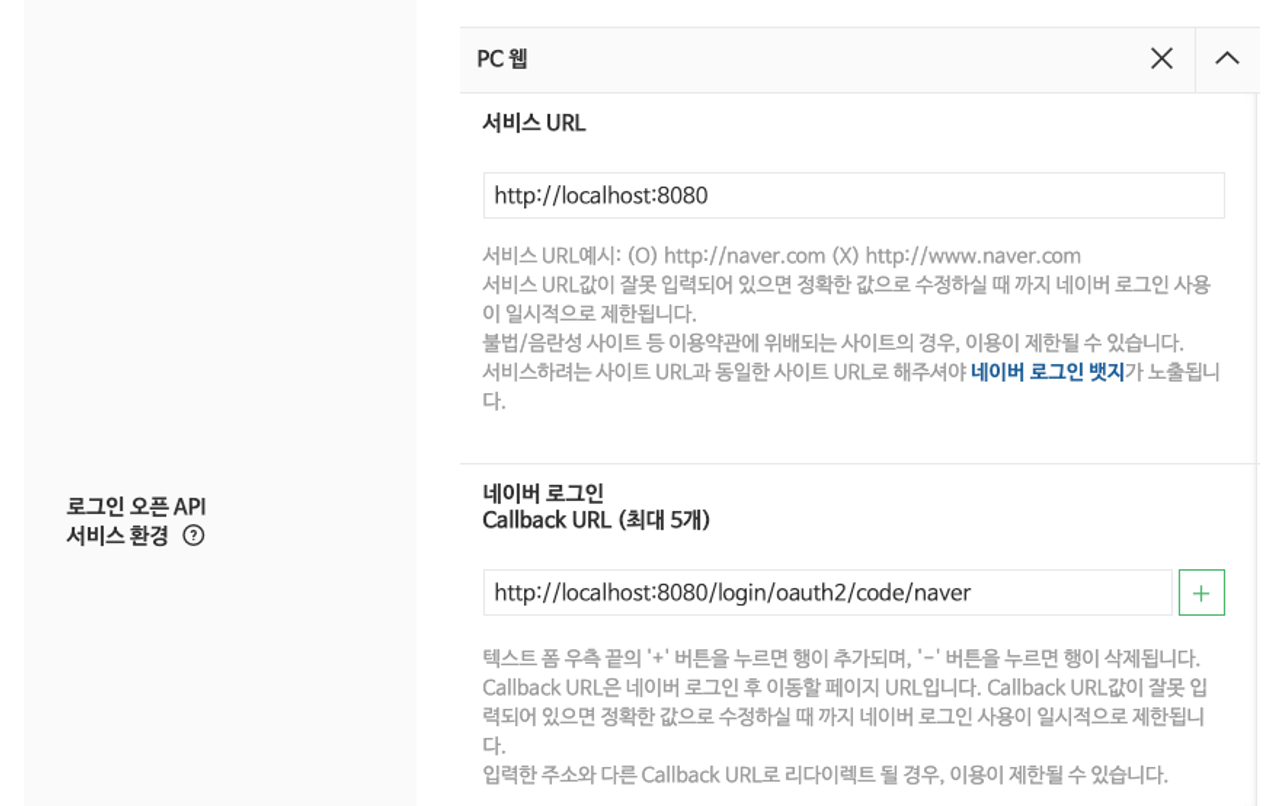 PC 웹
서비스 URL
http://localhost:8080
서비스 URL예시: (O) http://naver.com (X) http://www.naver.com
서비스 URL값이 잘못 입력되어 있으면 정확한 값으로 수정하실 때 까지 네이버 로그인 사용
이 일시적으로 제한됩니다.
불법/음란성 사이트 등 이용약관에 위배되는 사이트의 경우, 이용이 제한될 수 있습니다.
서비스하려는 사이트 URL과 동일한 사이트 URL로 해주셔야 네이버 로그인 뱃지가 노출됩니
다.
로그인 오픈 API
서비스 환경 ?
네이버 로그인
Callback URL (최대 5개)
http://localhost:8080/login/oauth2/code/naver
+
텍스트 폼 우측 끝의 '+' 버튼을 누르면 행이 추가되며, '-' 버튼을 누르면 행이 삭제됩니다.
Callback URL은 네이버 로그인 후 이동할 페이지 URL입니다. Callback URL값이 잘못 입
력되어 있으면 정확한 값으로 수정하실 때 까지 네이버 로그인 사용이 일시적으로 제한됩니
다.
입력한 주소와 다른 Callback URL로 리다이렉트 될 경우, 이용이 제한될 수 있습니다.